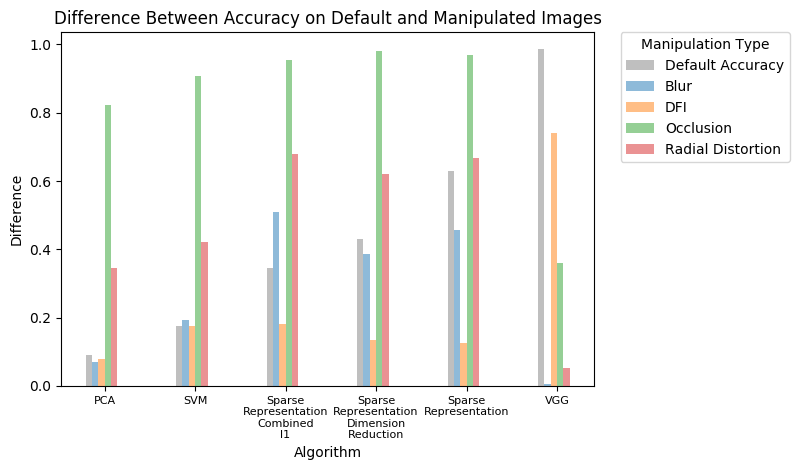 Difference Between Accuracy on Default and Manipulated Images
Manipulation Type
Default Accuracy
Blur
DFI
Occlusion
Radial Distortion
Difference
1.0
0.8
0.6
0.4
0.2
0.0
PCA
SVM
Sparse
Representation
Combined
l1
Sparse
Representation
Dimension
Reduction
Sparse
Representation
VGG
Algorithm